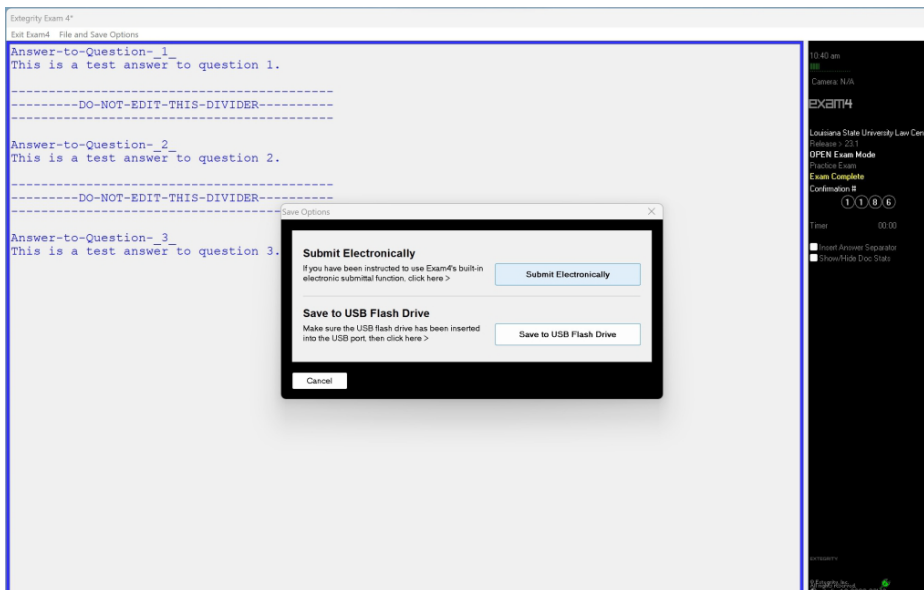 Extegrity Exam 4*
Exit Exam4 File and Save Options
Answer-to-Question-_1_
This is a test answer to question 1.
-------------------------------------------
---------DO-NOT-EDIT-THIS-DIVIDER----------
-------------------------------------------
Answer-to-Question-_2_
This is a test answer to question 2.
-------------------------------------------
---------DO-NOT-EDIT-THIS-DIVIDER----------
-------------------------------------------
Answer-to-Question-_3_
This is a test answer to question 3.
Save Options
Submit Electronically
If you have been instructed to use Exam4's built-in
electronic submittal function, click here >
Submit Electronically
Save to USB Flash Drive
Make sure the USB flash drive has been inserted
into the USB port, then click here >
Save to USB Flash Drive
Cancel
10:40 am
Camera: N/A
exam4
Louisiana State University Law Cen
Release > 23.1
OPEN Exam Mode
Practice Exam
Exam Complete
Confirmation #
1 1 8 6
Timer 00:00
Insert Answer Separator
Show/Hide Doc Stats
EXTEGRITY